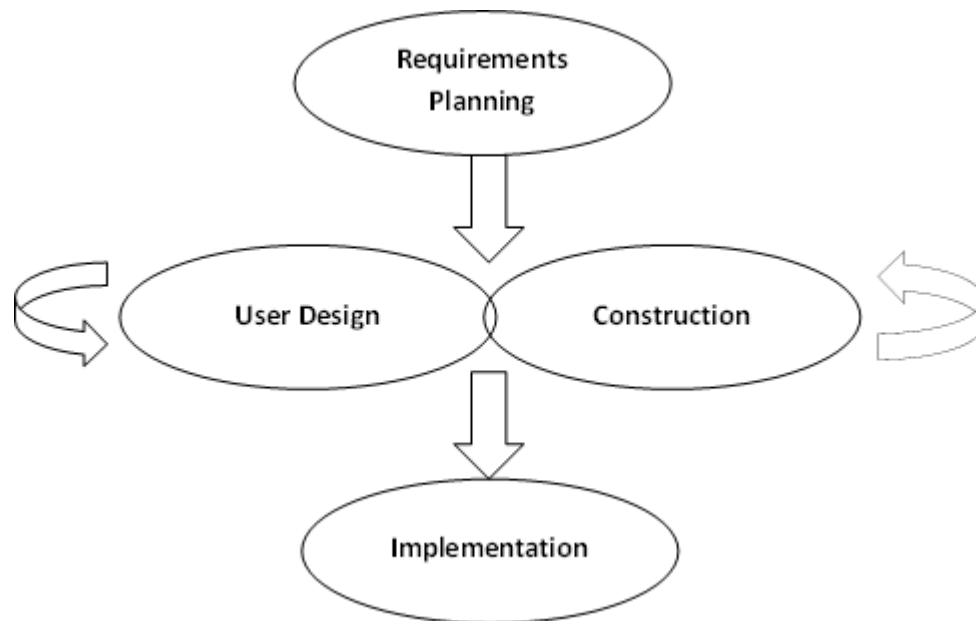 Requirements
Planning
User Design
Construction
Implementation